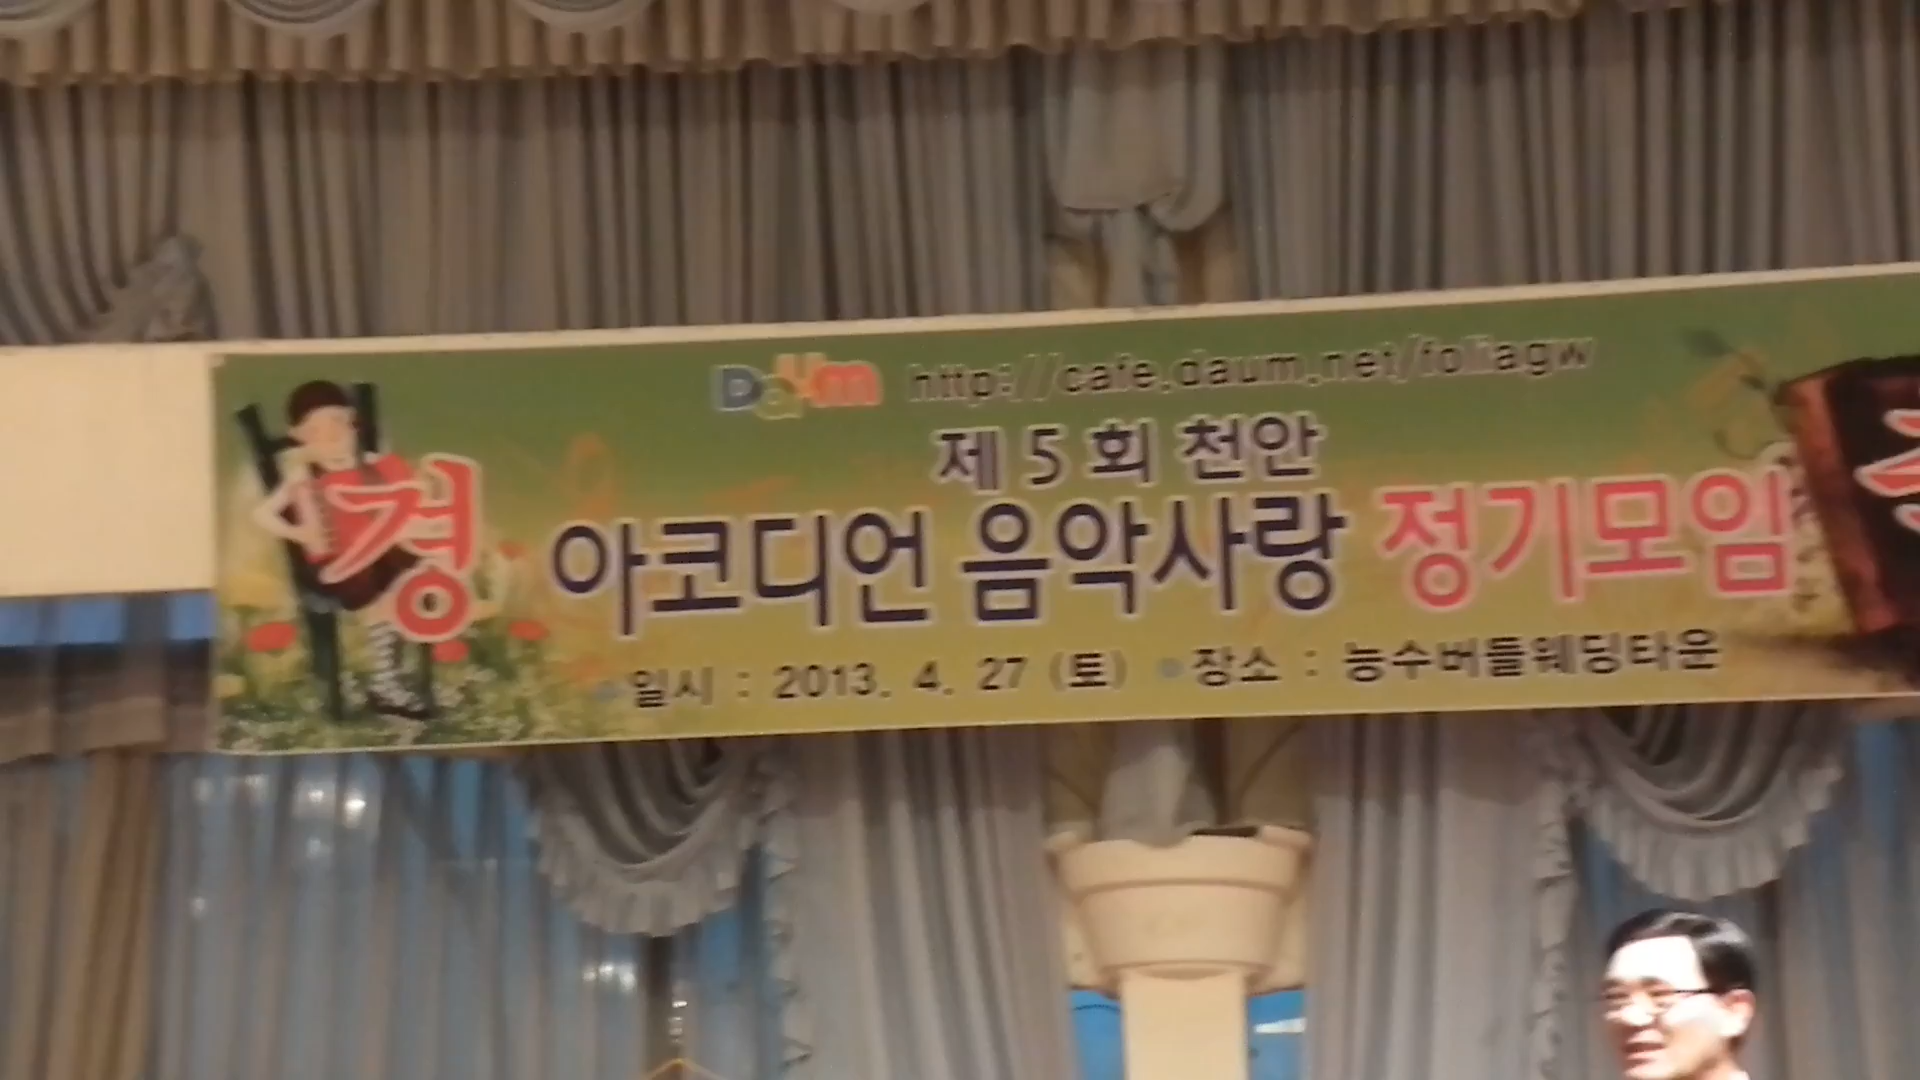 Daum http://cafe.daum.net/foliagw
제 5 회 천안
경 아코디언 음악사랑 정기모임
일시 : 2013. 4. 27 (토) 장소 : 능수버들웨딩타운